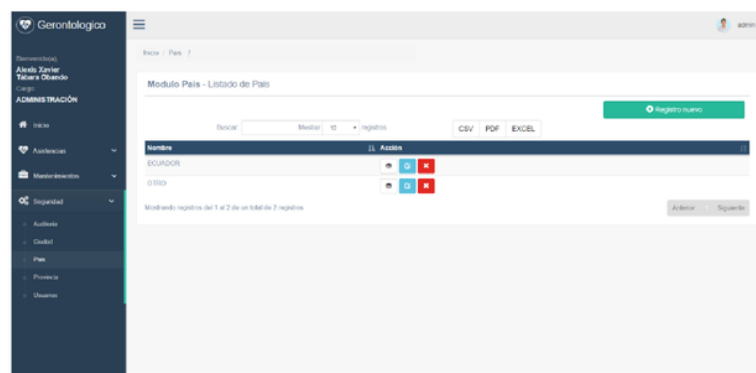 Gerontologico
admin
Inicio / Pais /
Bienvenido(a),
Alexis Xavier
Tábara Obando
Cargo:
ADMINISTRACIÓN
Modulo Pais - Listado de Pais
Registro nuevo
Inicio
Buscar: Mostar 10 registros
CSV PDF EXCEL
Asistencias
Nombre Acción
ECUADOR
Mantenimientos
OTRO
Seguridad
Mostrando registros del 1 al 2 de un total de 2 registros
Anterior 1 Siguiente
Auditoria
Ciudad
Pais
Provincia
Usuarios